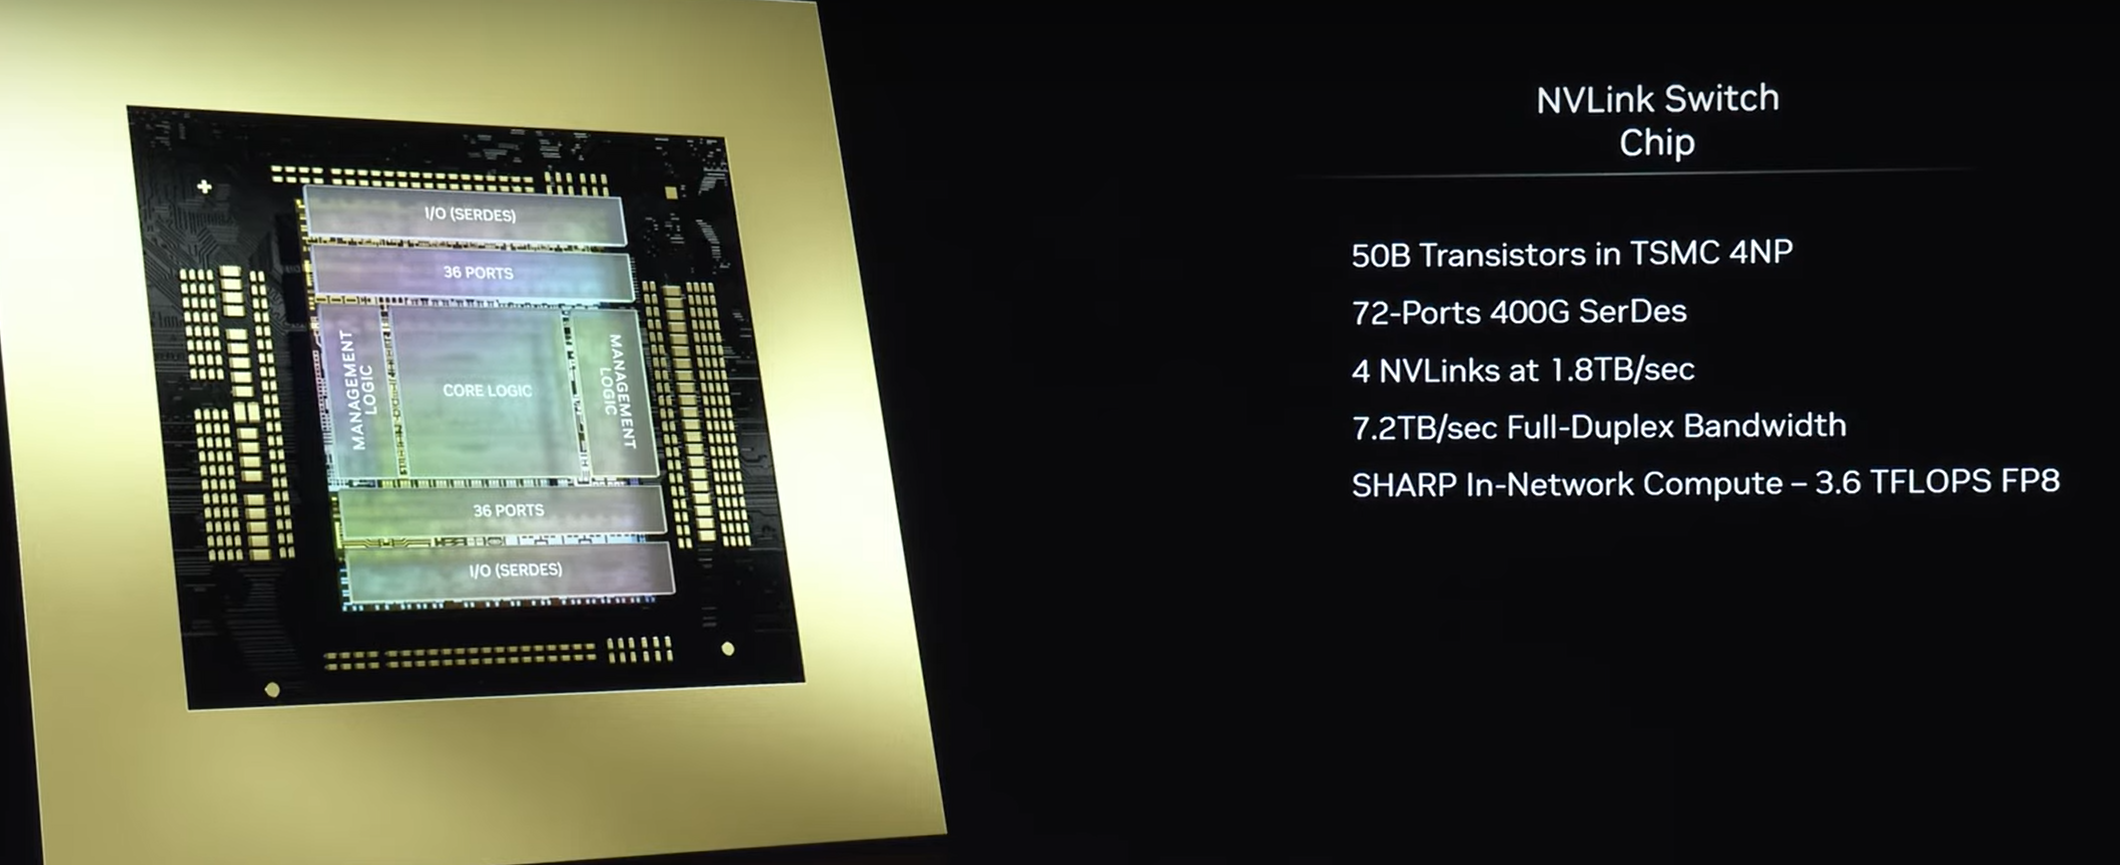 NVLink Switch
Chip
50B Transistors in TSMC 4NP
72-Ports 400G SerDes
4 NVLinks at 1.8TB/sec
7.2TB/sec Full-Duplex Bandwidth
SHARP In-Network Compute – 3.6 TFLOPS FP8
I/O (SERDES)
36 PORTS
MANAGEMENT
LOGIC
CORE LOGIC
MANAGEMENT
LOGIC
36 PORTS
I/O (SERDES)